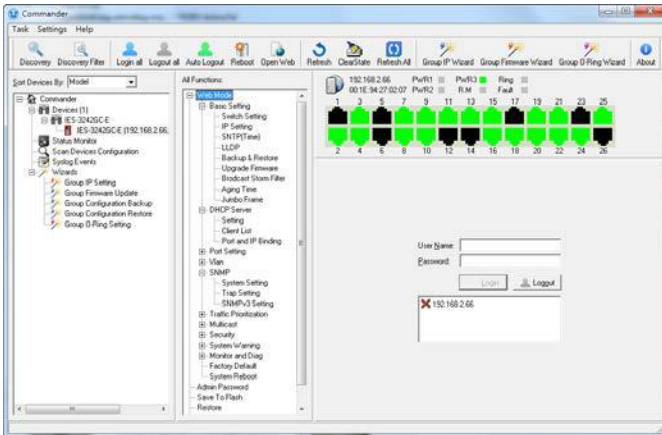 Commander
Task Settings Help
Discovery Discovery Filter Login all Logout all Auto Logout Reboot Open Web Refresh ClearState Refresh All Group IP Wizard Group Firmware Wizard Group O-Ring Wizard About
Sort Devices By: Model
Commander
Devices (1)
IES-3242GC-E
IES-3242GC-E (192.168.2.66,
Status Monitor
Scan Devices Configuration
Syslog Events
Wizards
Group IP Setting
Group Firmware Update
Group Configuration Backup
Group Configuration Restore
Group O-Ring Setting
All Functions:
Web Mode
Basic Setting
Switch Setting
IP Setting
SNTP(Time)
LLDP
Backup & Restore
Upgrade Firmware
Brodcast Storm Filter
Aging Time
Jumbo Frame
DHCP Server
Setting
Client List
Port and IP Binding
Port Setting
Vlan
SNMP
System Setting
Trap Setting
SNMPv3 Setting
Traffic Prioritization
Multicast
Security
System Warning
Monitor and Diag
Factory Default
System Reboot
Admin Password
Save To Flash
Restore
192.168.2.66 PWR1 PWR3 Ring
00:1E:94:27:02:07 PWR2 R.M Fault
1 3 5 7 9 11 13 15 17 19 21 23 25
2 4 6 8 10 12 14 16 18 20 22 24 26
User Name:
Password:
Login Logout
192.168.2.66